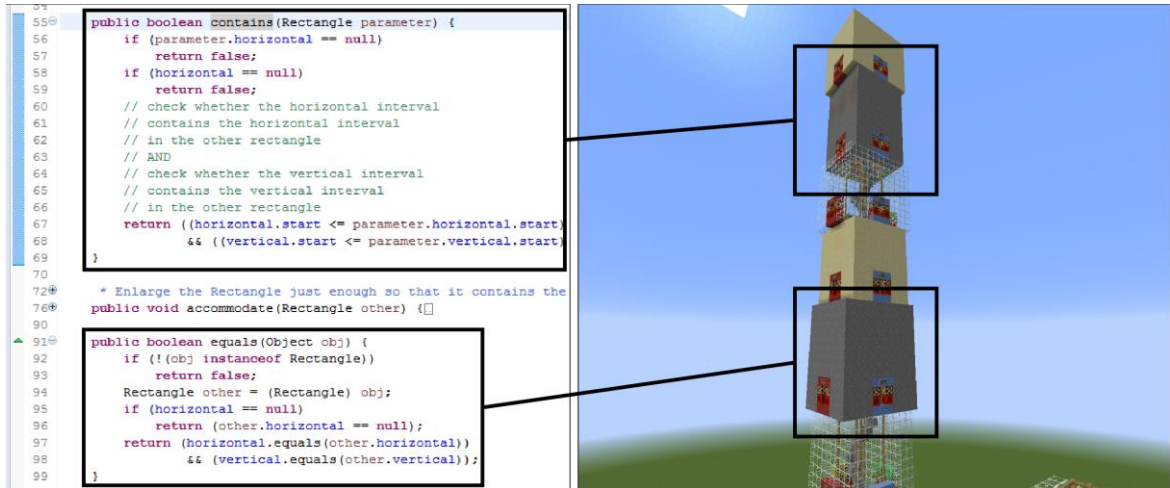 55 public boolean contains(Rectangle parameter) {
56 if (parameter.horizontal == null)
57 return false;
58 if (horizontal == null)
59 return false;
60 // check whether the horizontal interval
61 // contains the horizontal interval
62 // in the other rectangle
63 // AND
64 // check whether the vertical interval
65 // contains the vertical interval
66 // in the other rectangle
67 return ((horizontal.start <= parameter.horizontal.start)
68 && ((vertical.start <= parameter.vertical.start)
69 }
70
72 * Enlarge the Rectangle just enough so that it contains the
76 public void accommodate(Rectangle other) {
90
91 public boolean equals(Object obj) {
92 if (!(obj instanceof Rectangle))
93 return false;
94 Rectangle other = (Rectangle) obj;
95 if (horizontal == null)
96 return (other.horizontal == null);
97 return (horizontal.equals(other.horizontal))
98 && (vertical.equals(other.vertical));
99 }